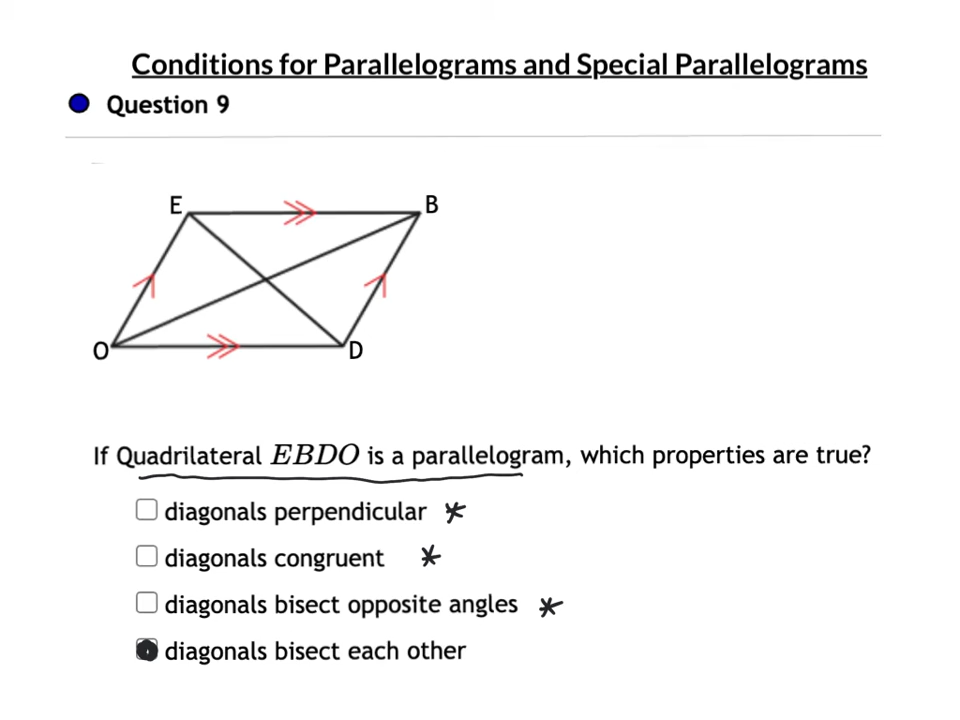 Conditions for Parallelograms and Special Parallelograms
Question 9
E B
O D
If Quadrilateral EBDO is a parallelogram, which properties are true?
diagonals perpendicular *
diagonals congruent *
diagonals bisect opposite angles *
diagonals bisect each other